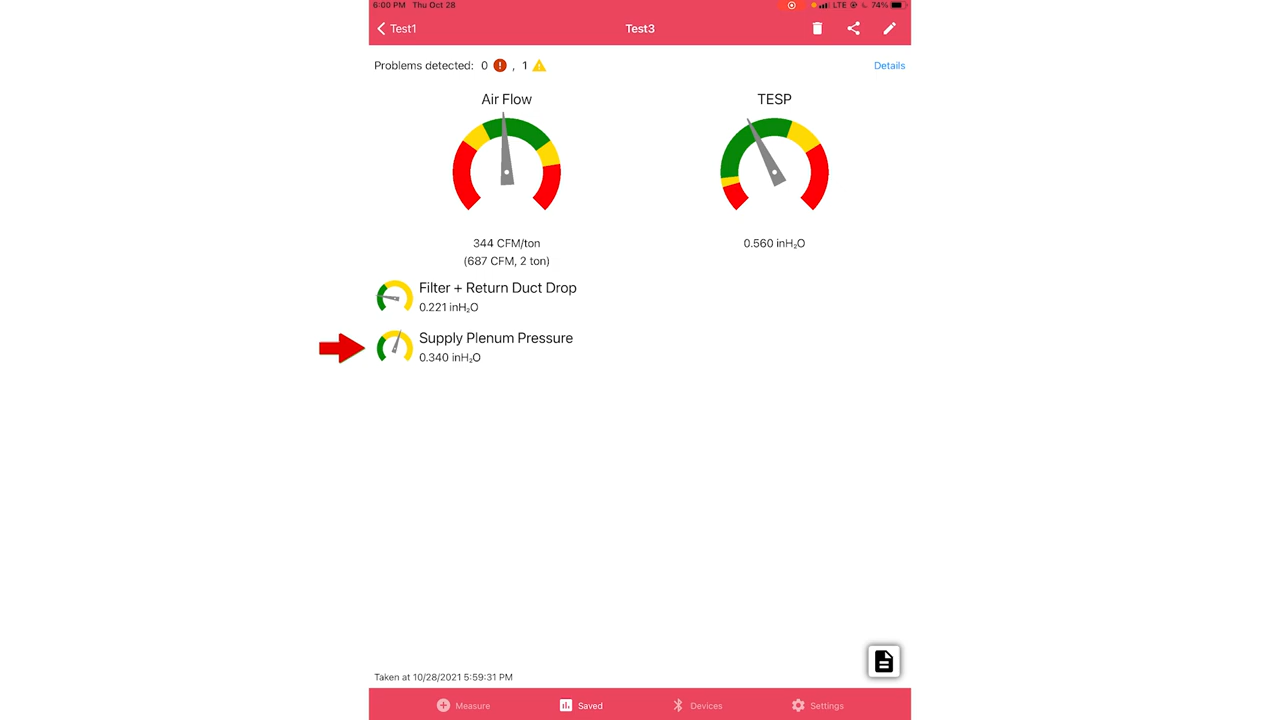 6:00 PM Thu Oct 28
LTE 74%
Test1
Test3
Problems detected: 0 , 1
Details
Air Flow
TESP
344 CFM/ton
(687 CFM, 2 ton)
0.560 inH₂O
Filter + Return Duct Drop
0.221 inH₂O
Supply Plenum Pressure
0.340 inH₂O
Taken at 10/28/2021 5:59:31 PM
Measure
Saved
Devices
Settings